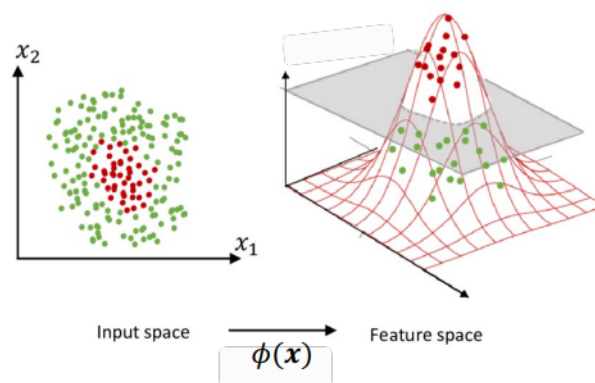 x₂
x₁
Input space
Feature space
ϕ(x)